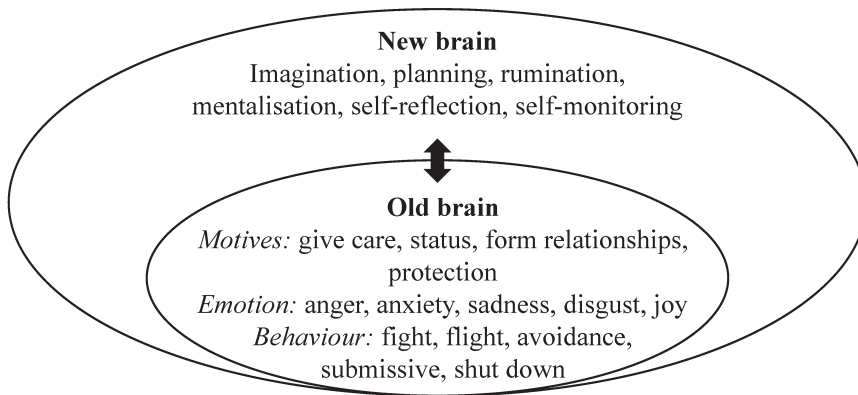 New brain
Imagination, planning, rumination,
mentalisation, self-reflection, self-monitoring
Old brain
Motives: give care, status, form relationships,
protection
Emotion: anger, anxiety, sadness, disgust, joy
Behaviour: fight, flight, avoidance,
submissive, shut down